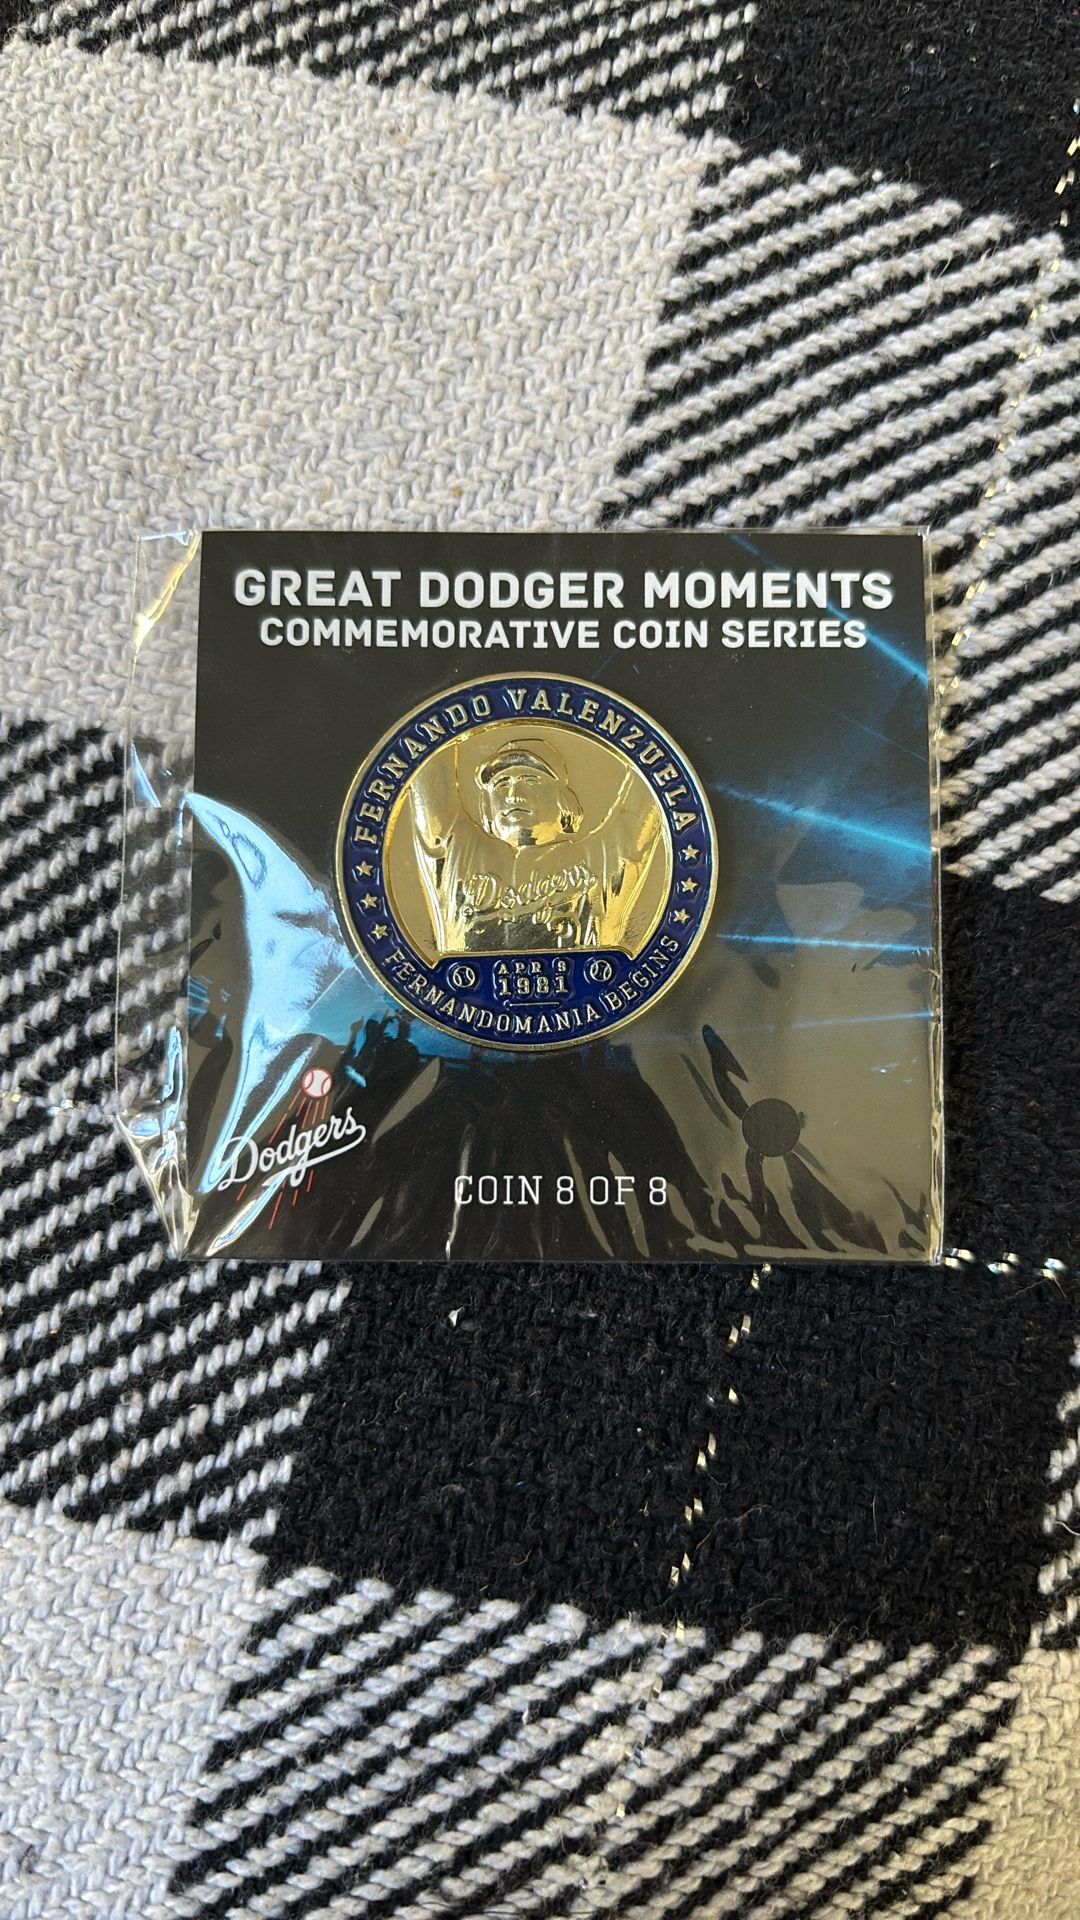 GREAT DODGER MOMENTS
COMMEMORATIVE COIN SERIES
FERNANDO VALENZUELA
Dodgers
APR 9
1981
FERNANDOMANIA BEGINS
Dodgers
COIN 8 OF 8